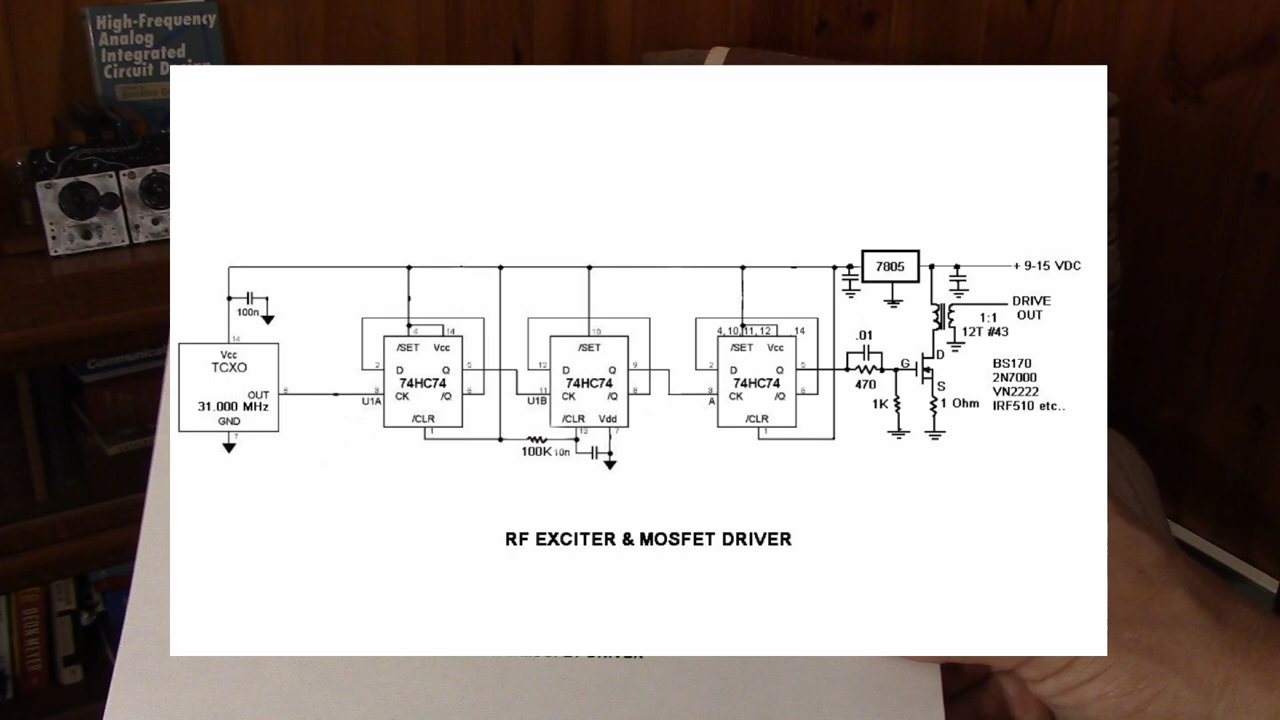 High-Frequency
Analog
Integrated
Circuit Design
7805
+ 9-15 VDC
100n
DRIVE
OUT
1:1
12T #43
14
Vcc
TCXO
OUT
31.000 MHz
GND
7
8
4
14
/SET
Vcc
2
D
Q
5
74HC74
3
CK
/Q
6
U1A
/CLR
1
10
/SET
12
D
Q
9
74HC74
11
CK
/Q
8
U1B
/CLR
Vdd
13
7
100K
10n
4, 10, 11, 12
14
/SET
Vcc
2
D
Q
5
74HC74
3
CK
/Q
6
A
/CLR
1
.01
470
1K
G
D
S
1 Ohm
BS170
2N7000
VN2222
IRF510 etc..
RF EXCITER & MOSFET DRIVER
DEON MEYER